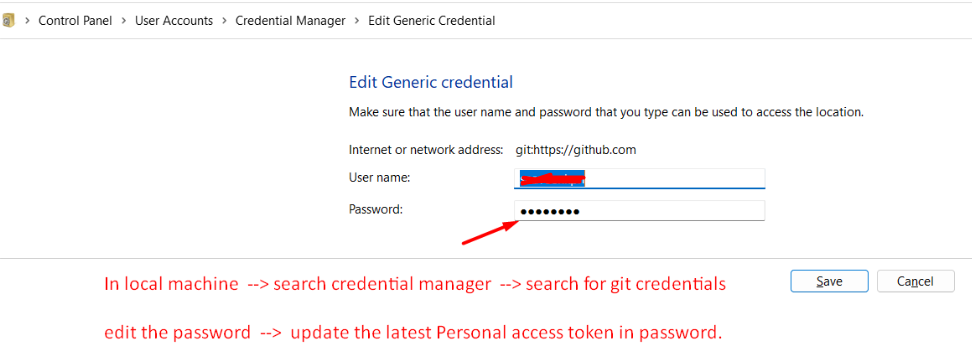 Control Panel > User Accounts > Credential Manager > Edit Generic Credential
Edit Generic credential
Make sure that the user name and password that you type can be used to access the location.
Internet or network address: git:https://github.com
User name:
Password: ●●●●●●●●
In local machine --> search credential manager --> search for git credentials
Save Cancel
edit the password --> update the latest Personal access token in password.